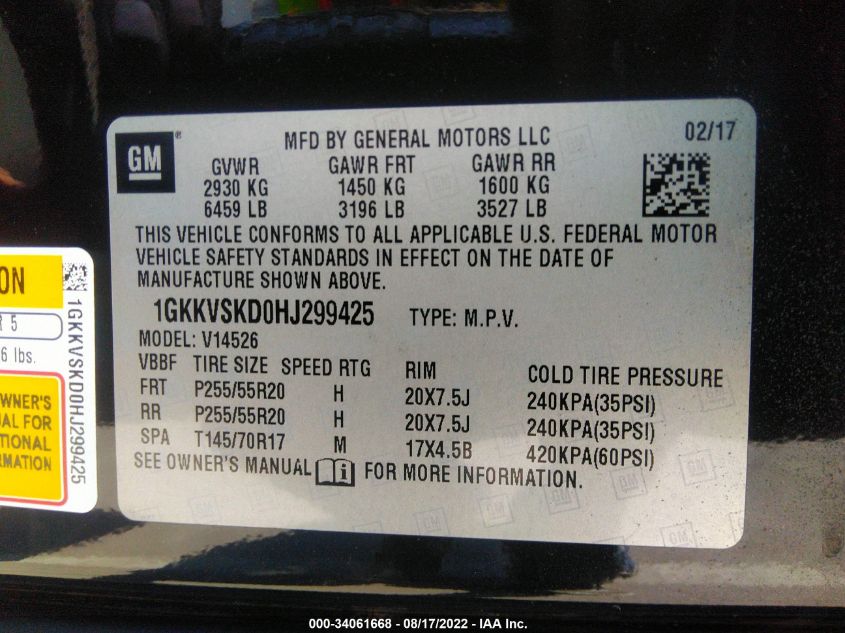 GM
MFD BY GENERAL MOTORS LLC
02/17
GVWR GAWR FRT GAWR RR
2930 KG 1450 KG 1600 KG
6459 LB 3196 LB 3527 LB
THIS VEHICLE CONFORMS TO ALL APPLICABLE U.S. FEDERAL MOTOR
VEHICLE SAFETY STANDARDS IN EFFECT ON THE DATE OF
MANUFACTURE SHOWN ABOVE.
1GKKVSKD0HJ299425 TYPE: M.P.V.
MODEL: V14526
VBBF TIRE SIZE SPEED RTG RIM COLD TIRE PRESSURE
FRT P255/55R20 H 20X7.5J 240KPA(35PSI)
RR P255/55R20 H 20X7.5J 240KPA(35PSI)
SPA T145/70R17 M 17X4.5B 420KPA(60PSI)
SEE OWNER'S MANUAL FOR MORE INFORMATION.
ON
R 5
6 lbs.
OWNER'S
UAL FOR
TIONAL
RMATION
1GKKVSKD0HJ299425
000-34061668 - 08/17/2022 - IAA Inc.